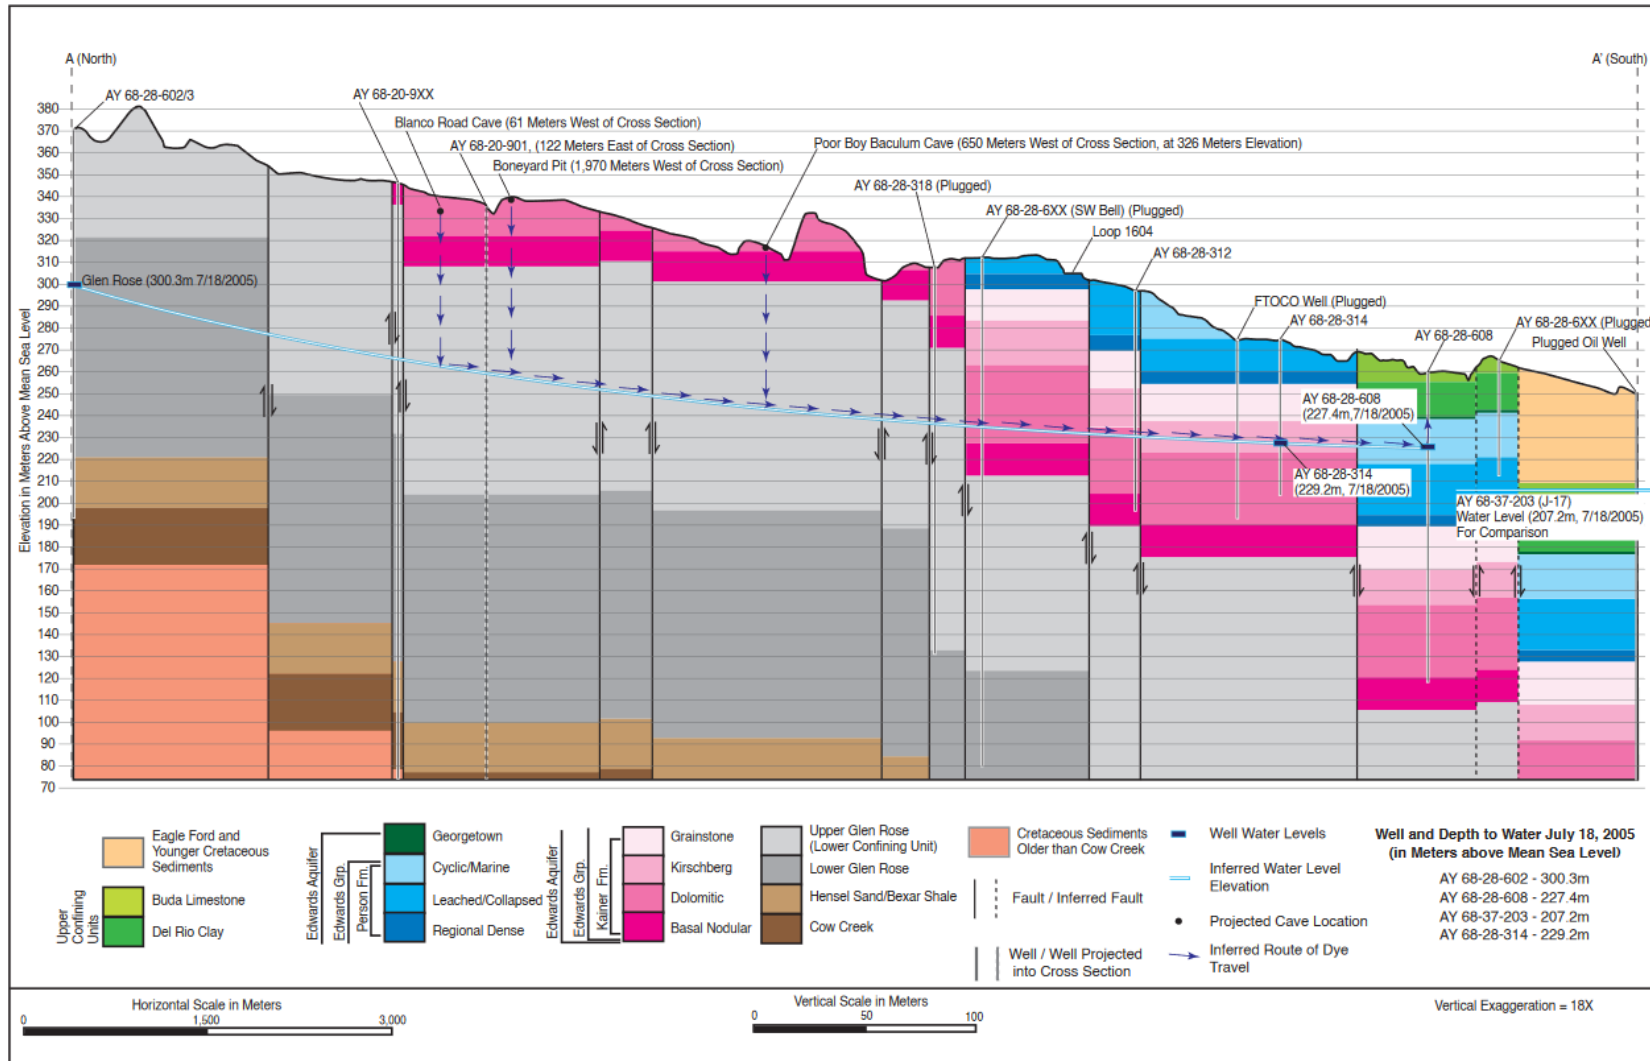 A (North)
A' (South)
AY 68-28-602/3
AY 68-20-9XX
Blanco Road Cave (61 Meters West of Cross Section)
AY 68-20-901, (122 Meters East of Cross Section)
Boneyard Pit (1,970 Meters West of Cross Section)
Poor Boy Baculum Cave (650 Meters West of Cross Section, at 326 Meters Elevation)
AY 68-28-318 (Plugged)
AY 68-28-6XX (SW Bell) (Plugged)
Loop 1604
AY 68-28-312
FTOCO Well (Plugged)
AY 68-28-314
AY 68-28-608
AY 68-28-6XX (Plugged
Plugged Oil Well
Elevation in Meters Above Mean Sea Level
380
370
360
350
340
330
320
310
300
290
280
270
260
250
240
230
220
210
200
190
180
170
160
150
140
130
120
110
100
90
80
70
Glen Rose (300.3m 7/18/2005)
AY 68-28-608
(227.4m,7/18/2005)
AY 68-28-314
(229.2m, 7/18/2005)
AY 68-37-203 (J-17)
Water Level (207.2m, 7/18/2005)
For Comparison
Eagle Ford and
Younger Cretaceous
Sediments
Upper
Confining
Units
Buda Limestone
Del Rio Clay
Edwards Aquifer
Edwards Grp.
Person Fm.
Georgetown
Cyclic/Marine
Leached/Collapsed
Regional Dense
Edwards Aquifer
Edwards Grp.
Kainer Fm.
Grainstone
Kirschberg
Dolomitic
Basal Nodular
Upper Glen Rose
(Lower Confining Unit)
Lower Glen Rose
Hensel Sand/Bexar Shale
Cow Creek
Cretaceous Sediments
Older than Cow Creek
Fault / Inferred Fault
Well / Well Projected
into Cross Section
Well Water Levels
Inferred Water Level
Elevation
Projected Cave Location
Inferred Route of Dye
Travel
Well and Depth to Water July 18, 2005
(in Meters above Mean Sea Level)
AY 68-28-602 - 300.3m
AY 68-28-608 - 227.4m
AY 68-37-203 - 207.2m
AY 68-28-314 - 229.2m
Horizontal Scale in Meters
0 1,500 3,000
Vertical Scale in Meters
0 50 100
Vertical Exaggeration = 18X